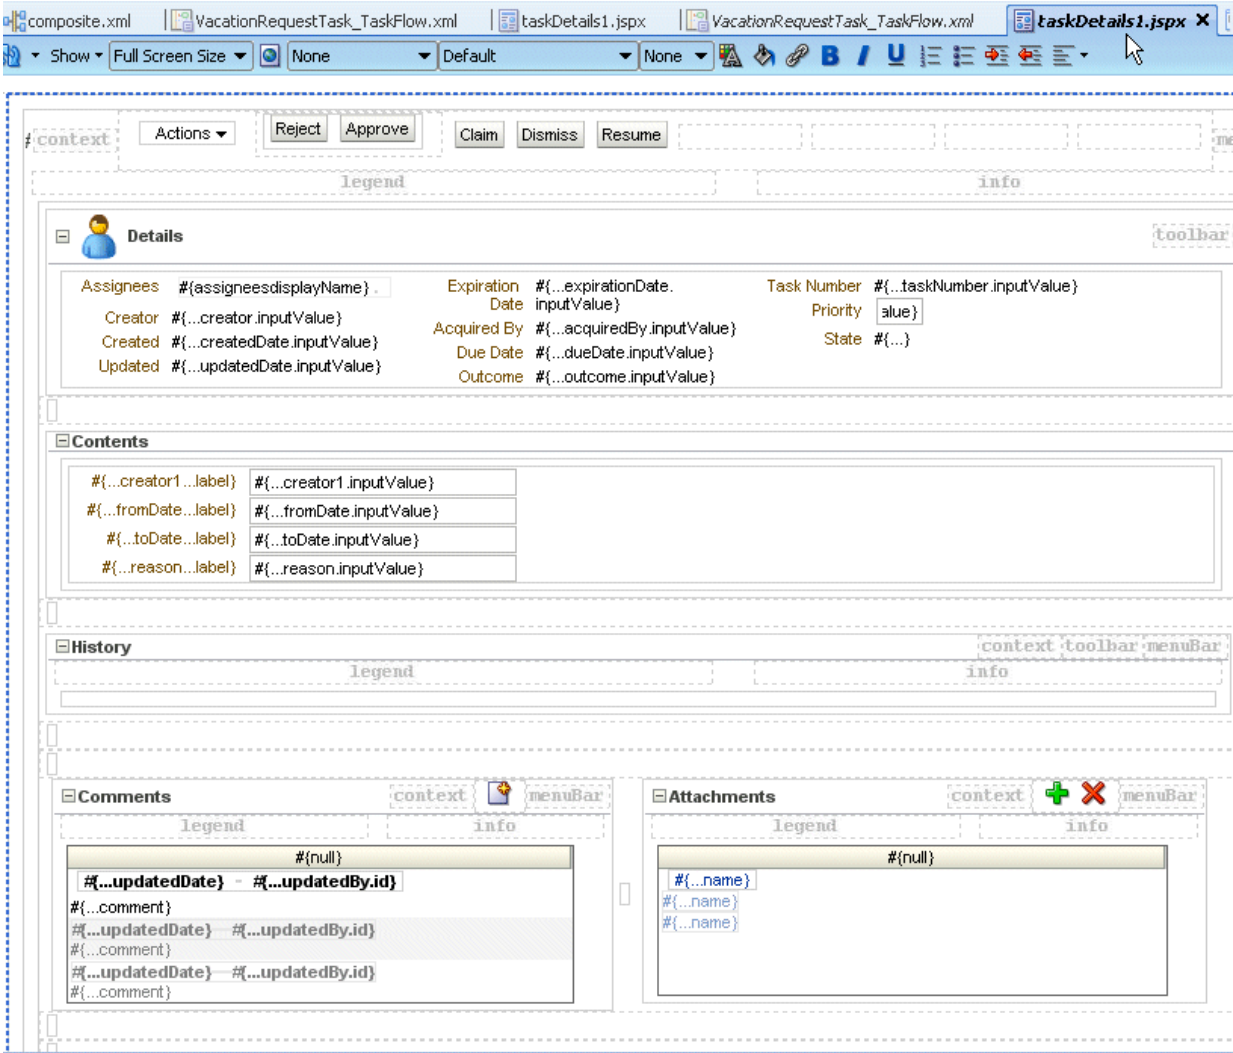 composite.xml VacationRequestTask_TaskFlow.xml taskDetails1.jspx VacationRequestTask_TaskFlow.xml taskDetails1.jspx
Show Full Screen Size None Default None B I U
# context Actions Reject Approve Claim Dismiss Resume
legend info
Details toolbar
Assignees #{assigneesdisplayName} . Expiration Date #{...expirationDate. inputValue} Task Number #{...taskNumber.inputValue}
Creator #{...creator.inputValue} Priority alue}
Created #{...createdDate.inputValue} Acquired By #{...acquiredBy.inputValue} State #{...}
Updated #{...updatedDate.inputValue} Due Date #{...dueDate.inputValue}
Outcome #{...outcome.inputValue}
Contents
#{...creator1...label} #{...creator1.inputValue}
#{...fromDate...label} #{...fromDate.inputValue}
#{...toDate...label} #{...toDate.inputValue}
#{...reason...label} #{...reason.inputValue}
History context toolbar menuBar
legend info
Comments context menuBar Attachments context menuBar
legend info legend info
#{null} #{null}
#{...updatedDate} - #{...updatedBy.id} #{...name}
#{...comment} #{...name}
#{...updatedDate} #{...updatedBy.id} #{...name}
#{...comment}
#{...updatedDate} #{...updatedBy.id}
#{...comment}